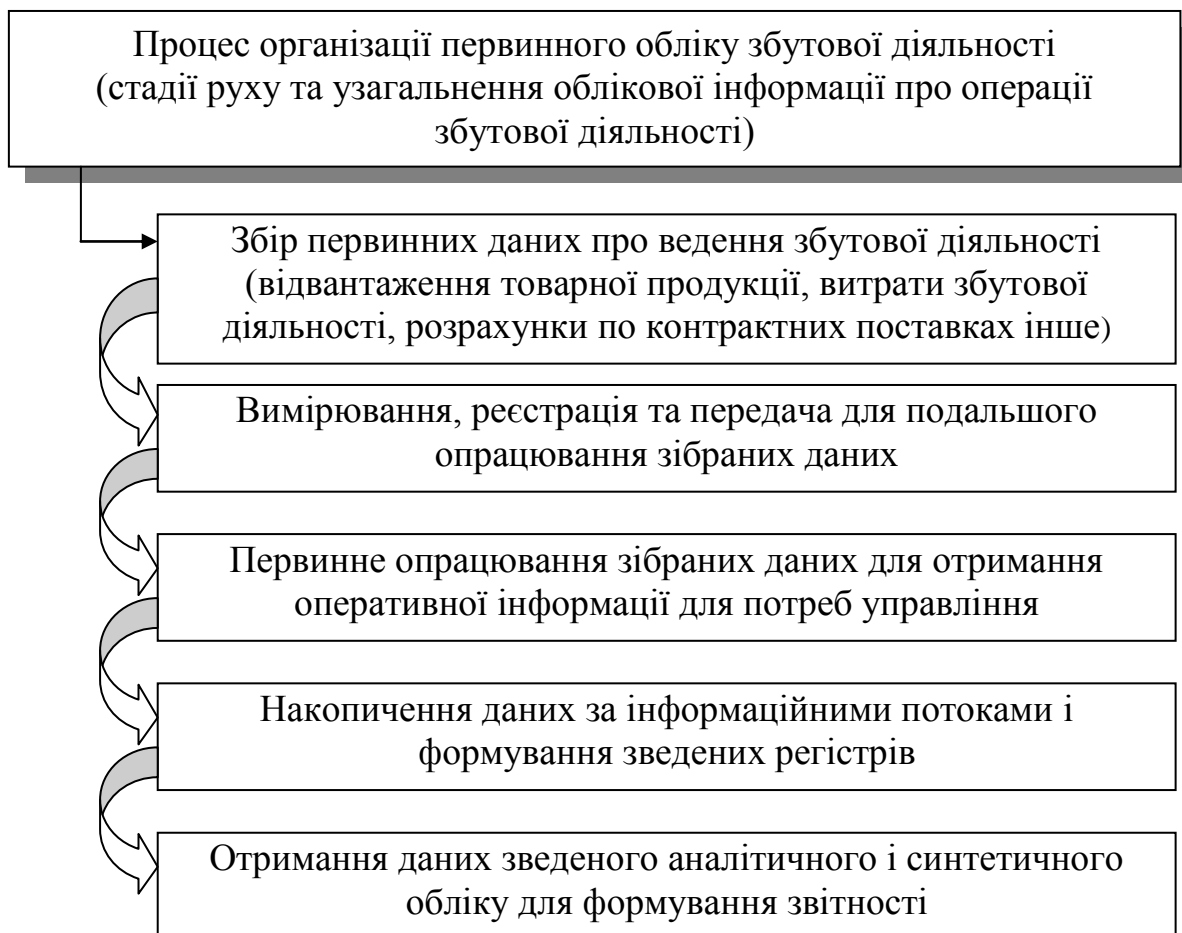 Процес організації первинного обліку збутової діяльності
(стадії руху та узагальнення облікової інформації про операції
збутової діяльності)
Збір первинних даних про ведення збутової діяльності
(відвантаження товарної продукції, витрати збутової
діяльності, розрахунки по контрактних поставках інше)
Вимірювання, реєстрація та передача для подальшого
опрацювання зібраних даних
Первинне опрацювання зібраних даних для отримання
оперативної інформації для потреб управління
Накопичення даних за інформаційними потоками і
формування зведених регістрів
Отримання даних зведеного аналітичного і синтетичного
обліку для формування звітності